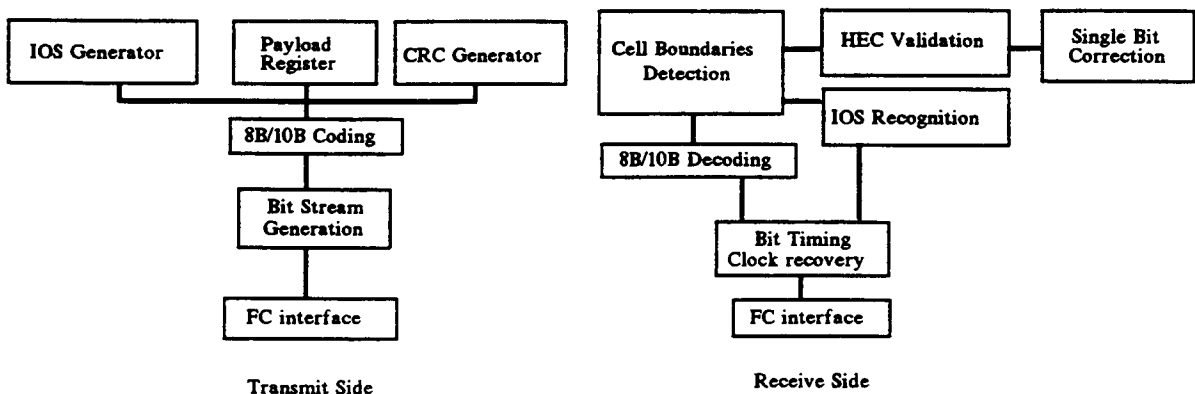 IOS Generator
Payload
Register
CRC Generator
8B/10B Coding
Bit Stream
Generation
FC interface
Transmit Side
Cell Boundaries
Detection
HEC Validation
Single Bit
Correction
IOS Recognition
8B/10B Decoding
Bit Timing
Clock recovery
FC interface
Receive Side